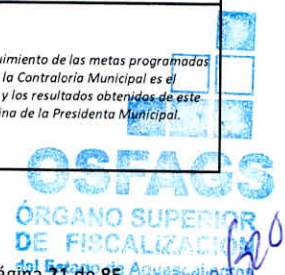 uimiento de las metas programadas
la Contraloría Municipal es el
y los resultados obtenidos de este
ina de la Presidenta Municipal.
OSFAGS
ÓRGANO SUPERIOR
DE FISCALIZACIÓN
del Estado de Aguascalientes
ágina 21 de 85